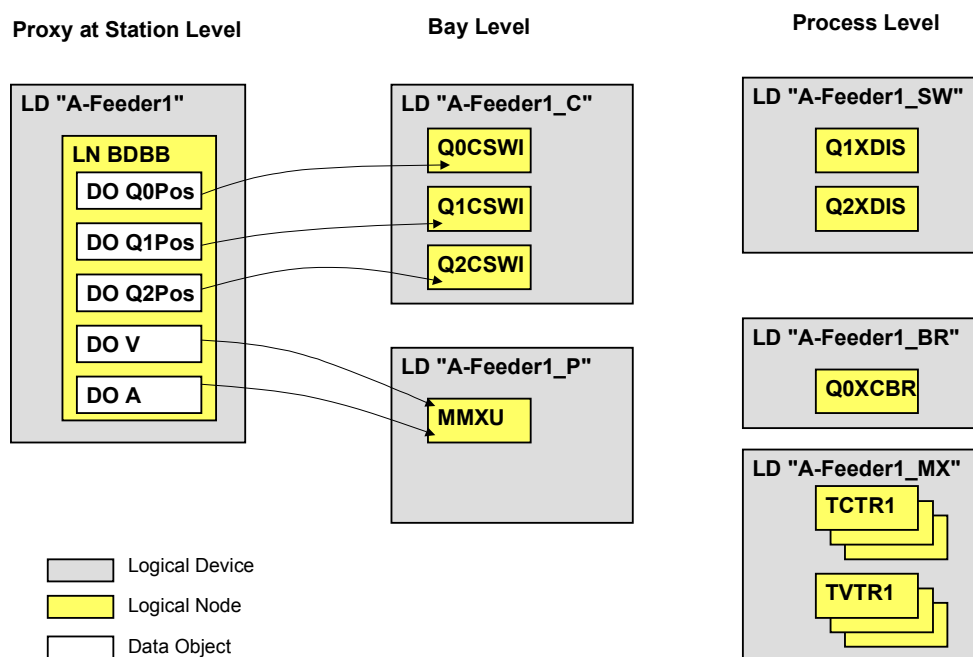 Proxy at Station Level
Bay Level
Process Level
LD "A-Feeder1"
LN BDBB
DO Q0Pos
DO Q1Pos
DO Q2Pos
DO V
DO A
LD "A-Feeder1_C"
Q0CSWI
Q1CSWI
Q2CSWI
LD "A-Feeder1_P"
MMXU
LD "A-Feeder1_SW"
Q1XDIS
Q2XDIS
LD "A-Feeder1_BR"
Q0XCBR
LD "A-Feeder1_MX"
TCTR1
TVTR1
Logical Device
Logical Node
Data Object